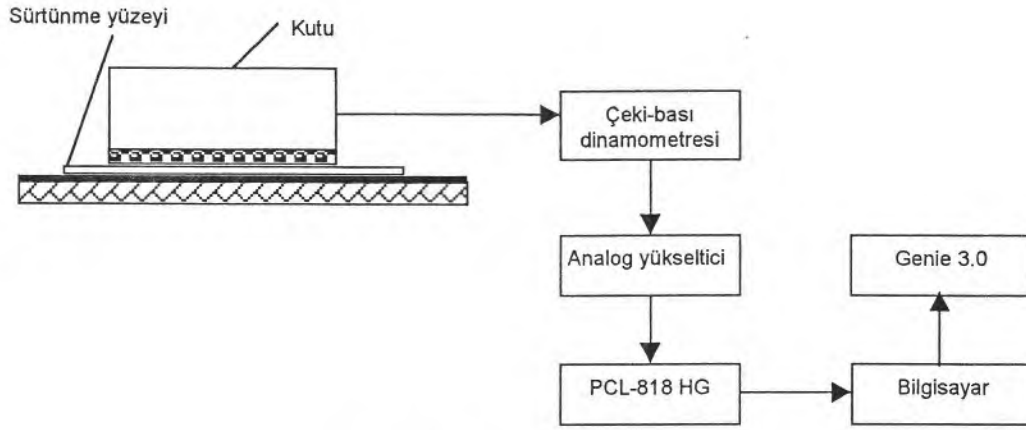 Sürtünme yüzeyi
Kutu
Çeki-bası
dinamometresi
Analog yükseltici
Genie 3.0
PCL-818 HG
Bilgisayar